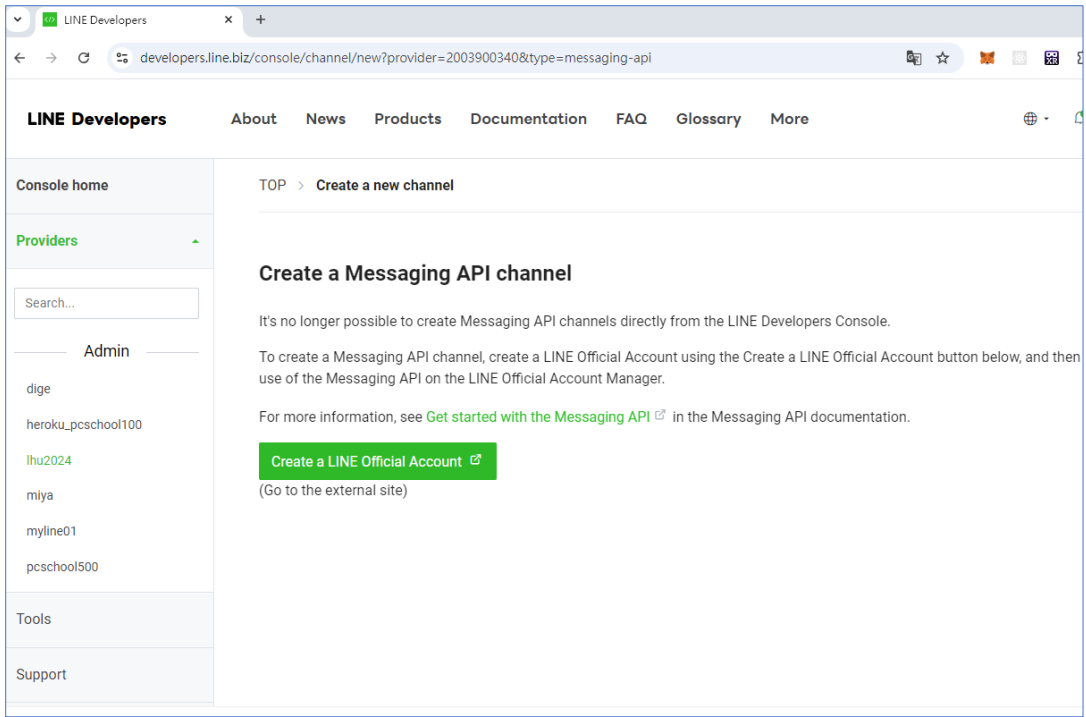 LINE Developers
developers.line.biz/console/channel/new?provider=2003900340&type=messaging-api
LINE Developers
About News Products Documentation FAQ Glossary More
Console home
TOP > Create a new channel
Providers
Search...
Admin
dige
heroku_pcschool100
lhu2024
miya
myline01
pcschool500
Tools
Support
Create a Messaging API channel
It's no longer possible to create Messaging API channels directly from the LINE Developers Console.
To create a Messaging API channel, create a LINE Official Account using the Create a LINE Official Account button below, and then
use of the Messaging API on the LINE Official Account Manager.
For more information, see Get started with the Messaging API in the Messaging API documentation.
Create a LINE Official Account
(Go to the external site)